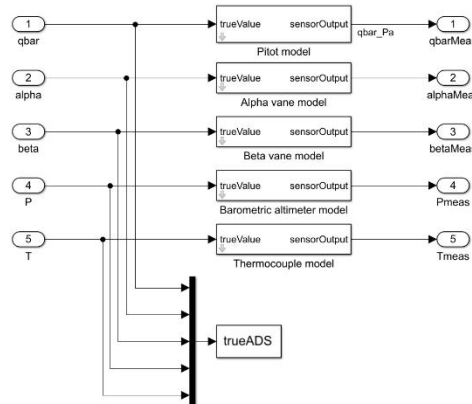 1
qbar
trueValue sensorOutput
Pitot model
qbar_Pa
1
qbarMeas
2
alpha
trueValue sensorOutput
Alpha vane model
2
alphaMeas
3
beta
trueValue sensorOutput
Beta vane model
3
betaMeas
4
P
trueValue sensorOutput
Barometric altimeter model
4
Pmeas
5
T
trueValue sensorOutput
Thermocouple model
5
Tmeas
trueADS